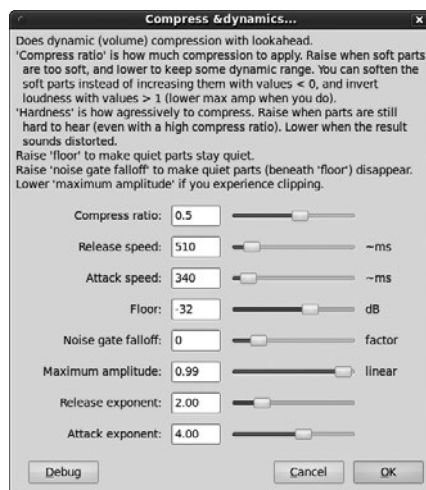 Compress &dynamics...
Does dynamic (volume) compression with lookahead.
'Compress ratio' is how much compression to apply. Raise when soft parts
are too soft, and lower to keep some dynamic range. You can soften the
soft parts instead of increasing them with values < 0, and invert
loudness with values > 1 (lower max amp when you do).
'Hardness' is how agressively to compress. Raise when parts are still
hard to hear (even with a high compress ratio). Lower when the result
sounds distorted.
Raise 'floor' to make quiet parts stay quiet.
Raise 'noise gate falloff' to make quiet parts (beneath 'floor') disappear.
Lower 'maximum amplitude' if you experience clipping.
Compress ratio: 0.5
Release speed: 510 ~ms
Attack speed: 340 ~ms
Floor: -32 dB
Noise gate falloff: 0 factor
Maximum amplitude: 0.99 linear
Release exponent: 2.00
Attack exponent: 4.00
Debug Cancel OK